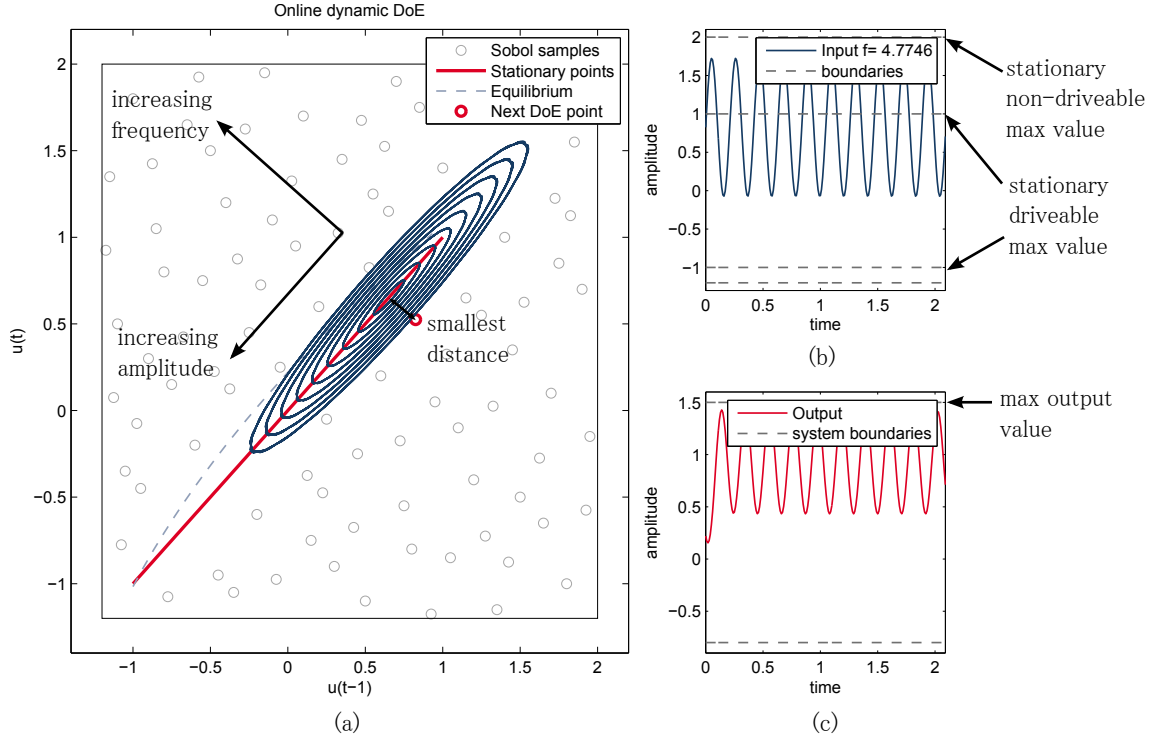 Online dynamic DoE
Sobol samples
Stationary points
Equilibrium
Next DoE point
increasing
frequency
increasing
amplitude
smallest
distance
2
1.5
1
0.5
0
−0.5
−1
u(t)
−1
−0.5
0
0.5
1
1.5
2
u(t−1)
(a)
Input f= 4.7746
boundaries
2
1.5
1
0.5
0
−0.5
−1
amplitude
0
0.5
1
1.5
2
time
(b)
stationary
non-driveable
max value
stationary
driveable
max value
Output
system boundaries
1.5
1
0.5
0
−0.5
amplitude
0
0.5
1
1.5
2
time
(c)
max output
value